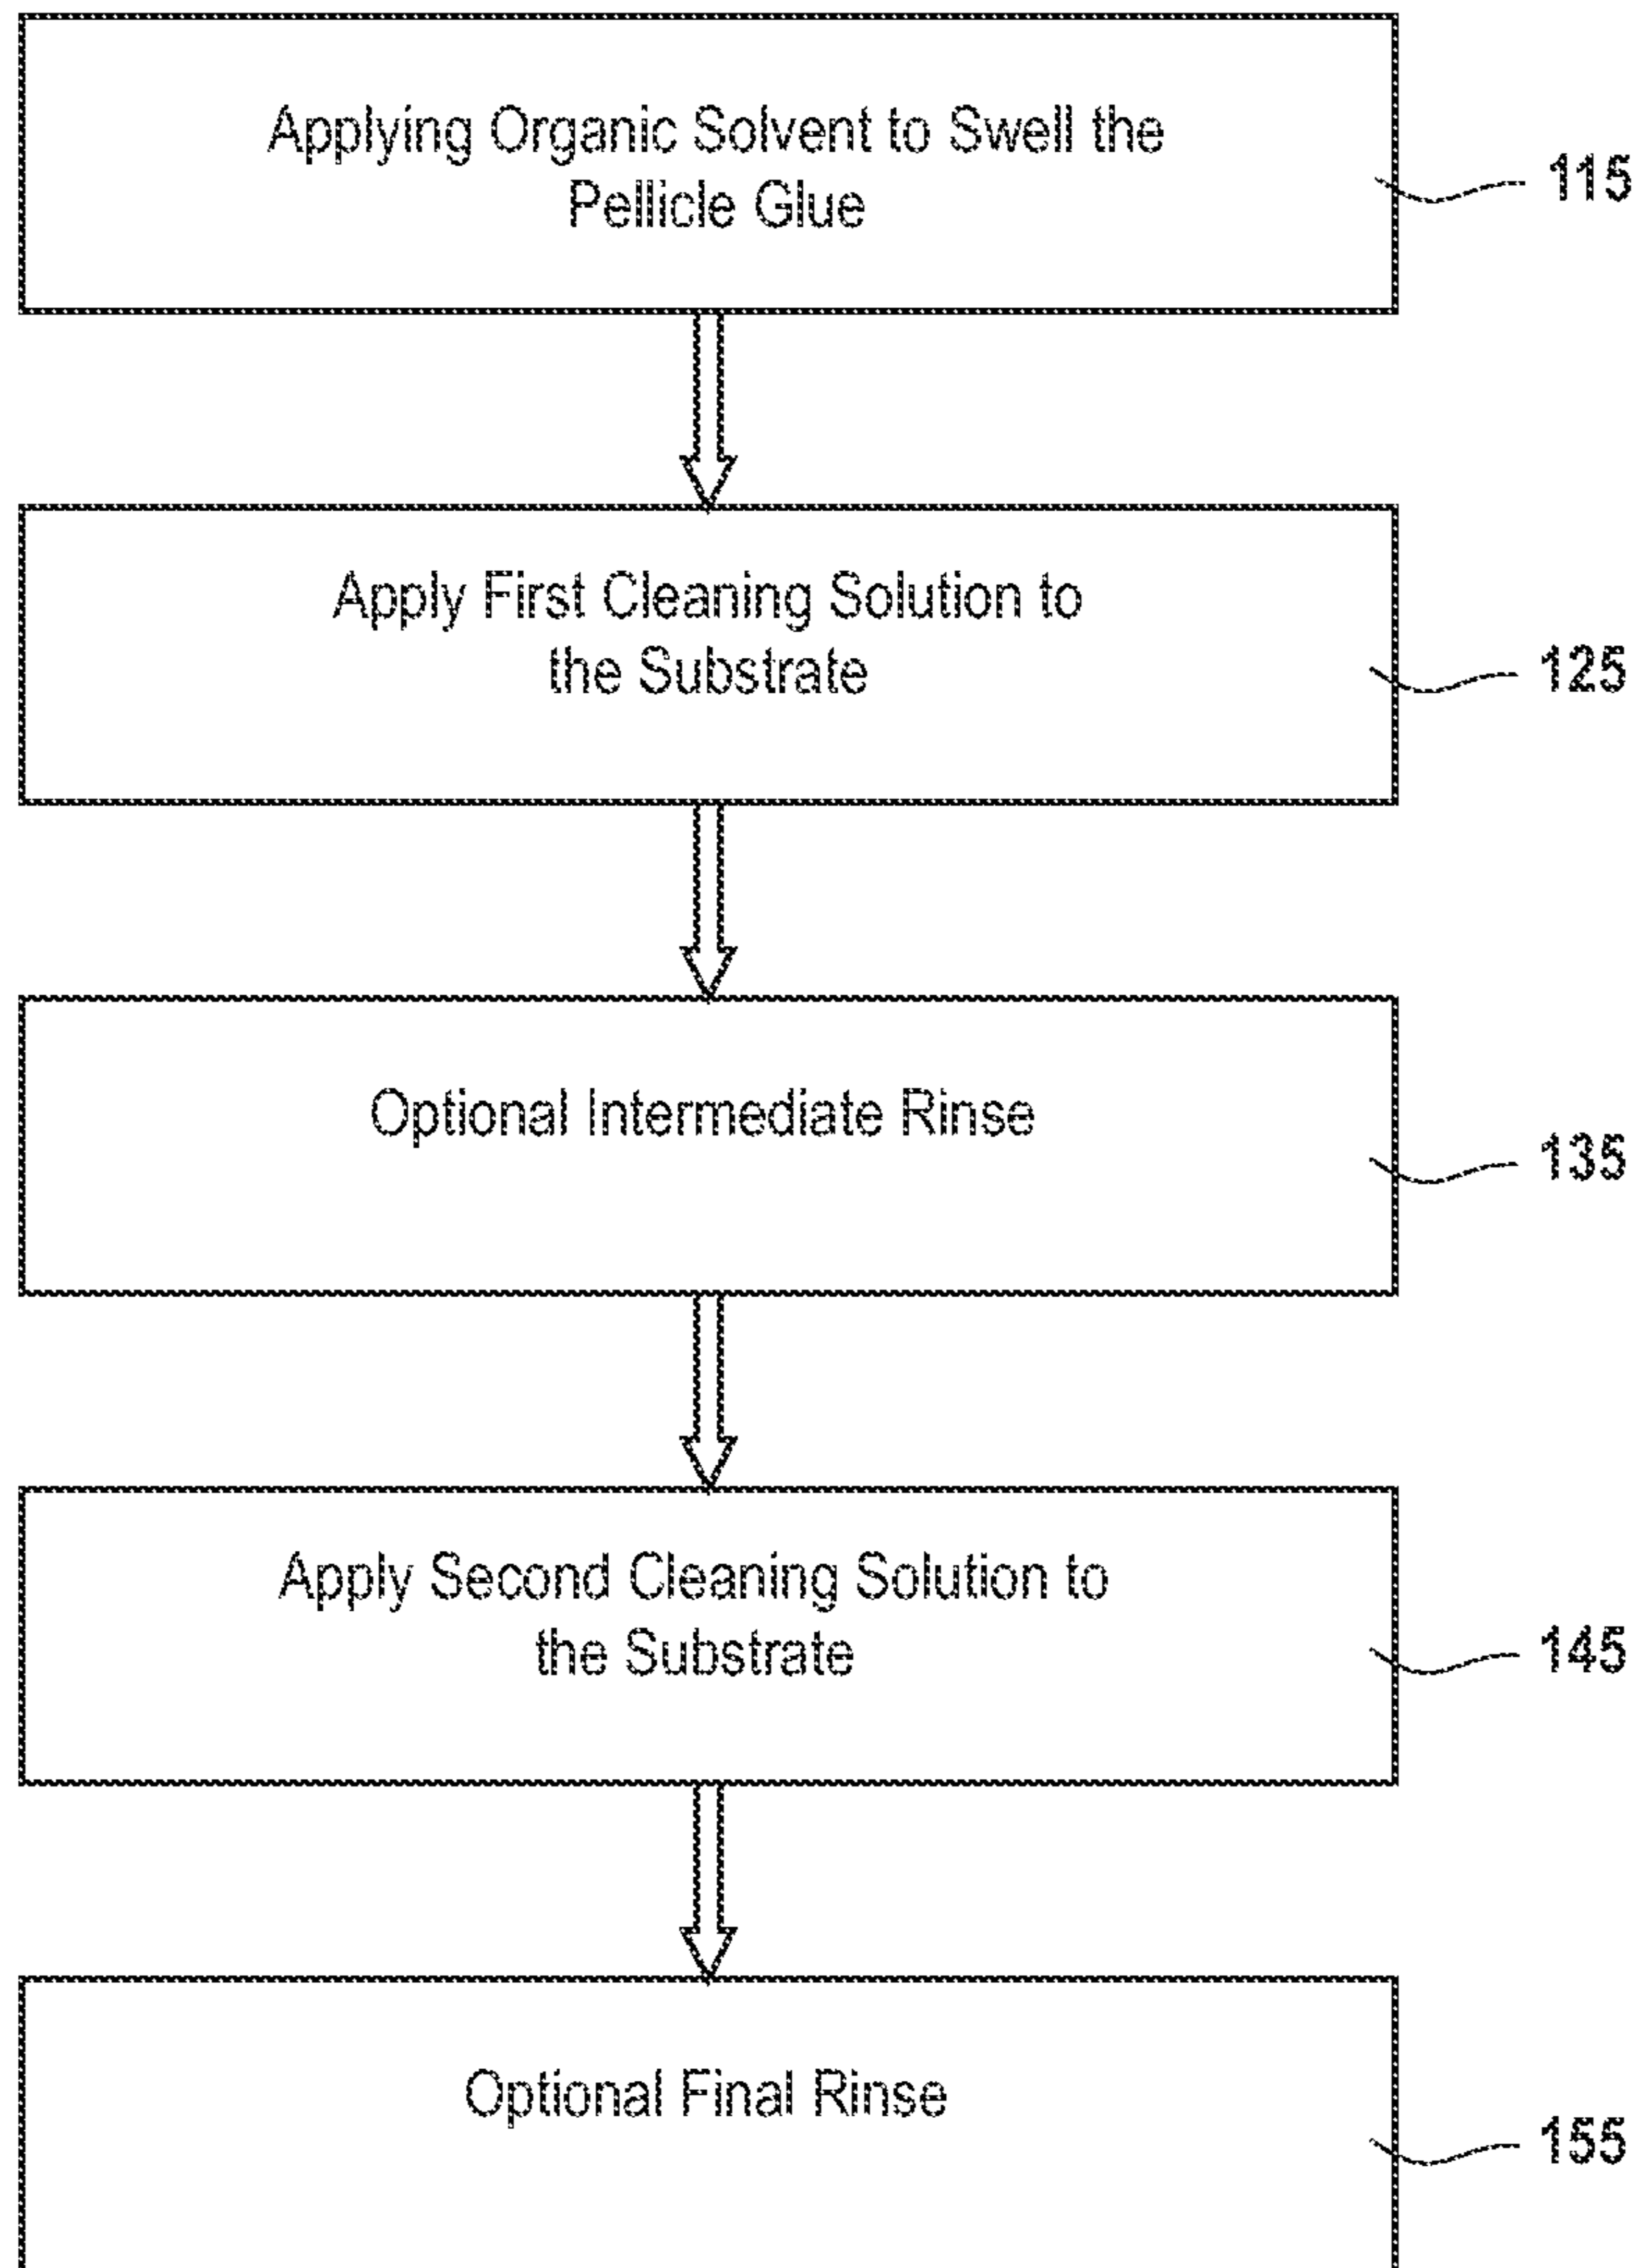 Applying Organic Solvent to Swell the
Pellicle Glue
115
Apply First Cleaning Solution to
the Substrate
125
Optional Intermediate Rinse
135
Apply Second Cleaning Solution to
the Substrate
145
Optional Final Rinse
155